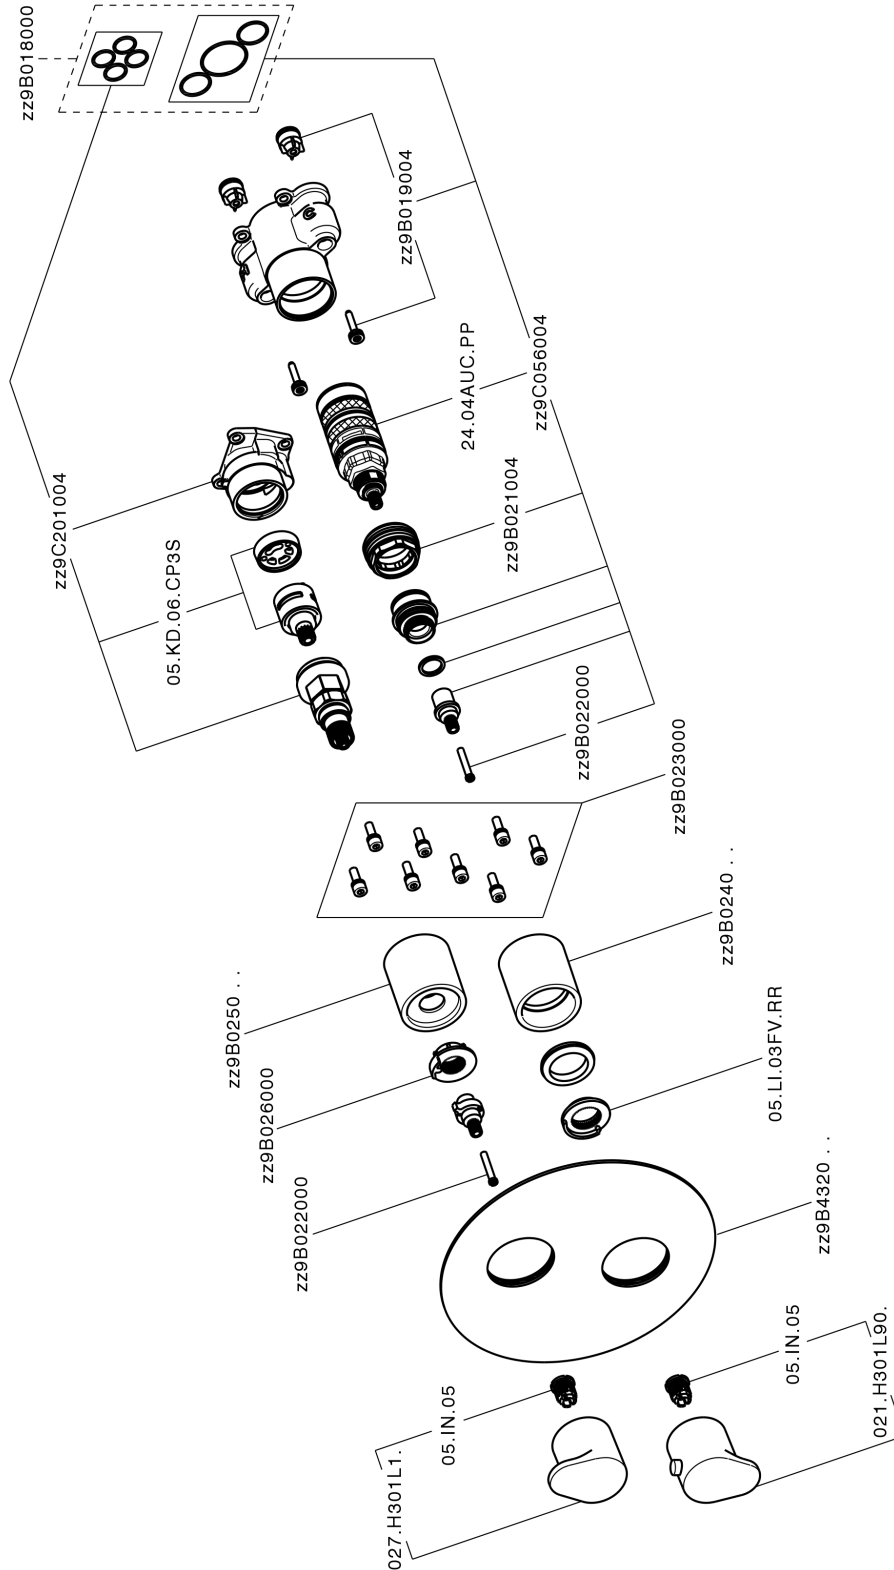 zz9B018000
zz9B019004
24.04AUC.PP
zz9C056004
zz9C201004
zz9B021004
05.KD.06.CP3S
zz9B022000
zz9B023000
zz9B0240 . .
zz9B0250 . .
05.LI.03FV.RR
zz9B026000
zz9B022000
zz9B4320 . .
05.IN.05
021.H301L90.
05.IN.05
027.H301L1.